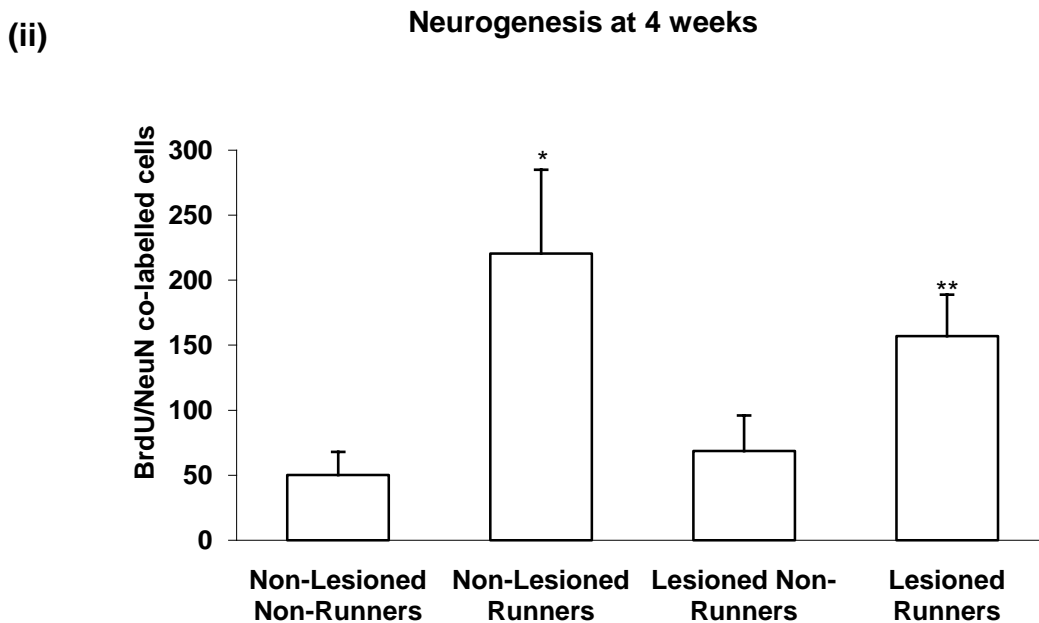 (ii)
Neurogenesis at 4 weeks
BrdU/NeuN co-labelled cells
300
250
200
150
100
50
0
*
**
Non-Lesioned
Non-Runners
Non-Lesioned
Runners
Lesioned Non-
Runners
Lesioned
Runners